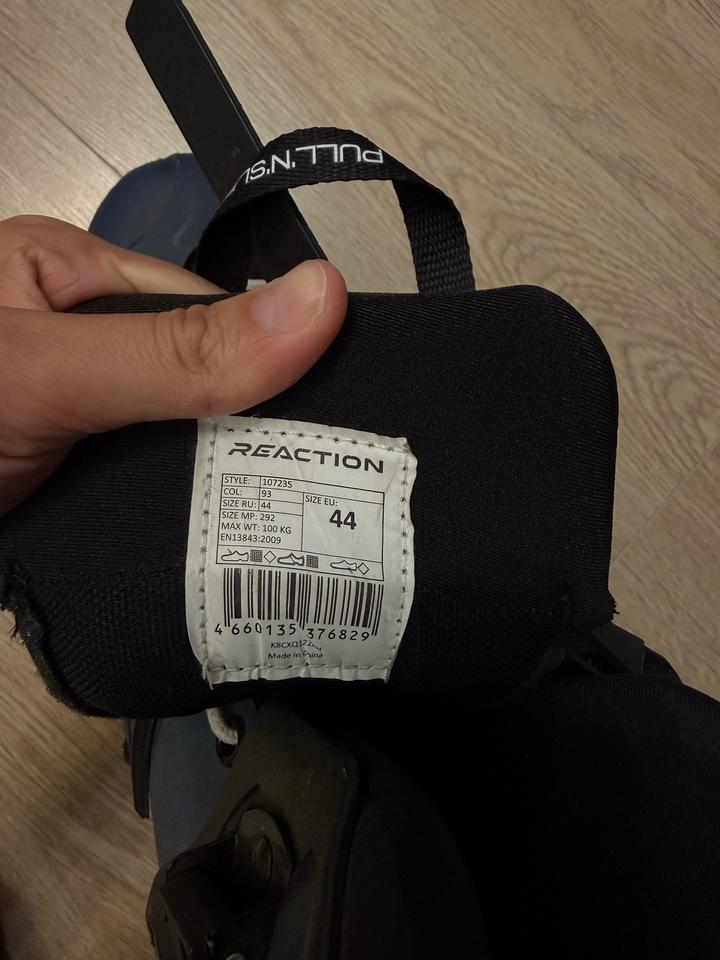 PULL'N'SL
REACTION
STYLE: 107235
COL: 93
SIZE RU: 44
SIZE MP: 292
MAX WT: 100 KG
EN13843:2009
SIZE EU:
44
4 660135 376829
Made in China